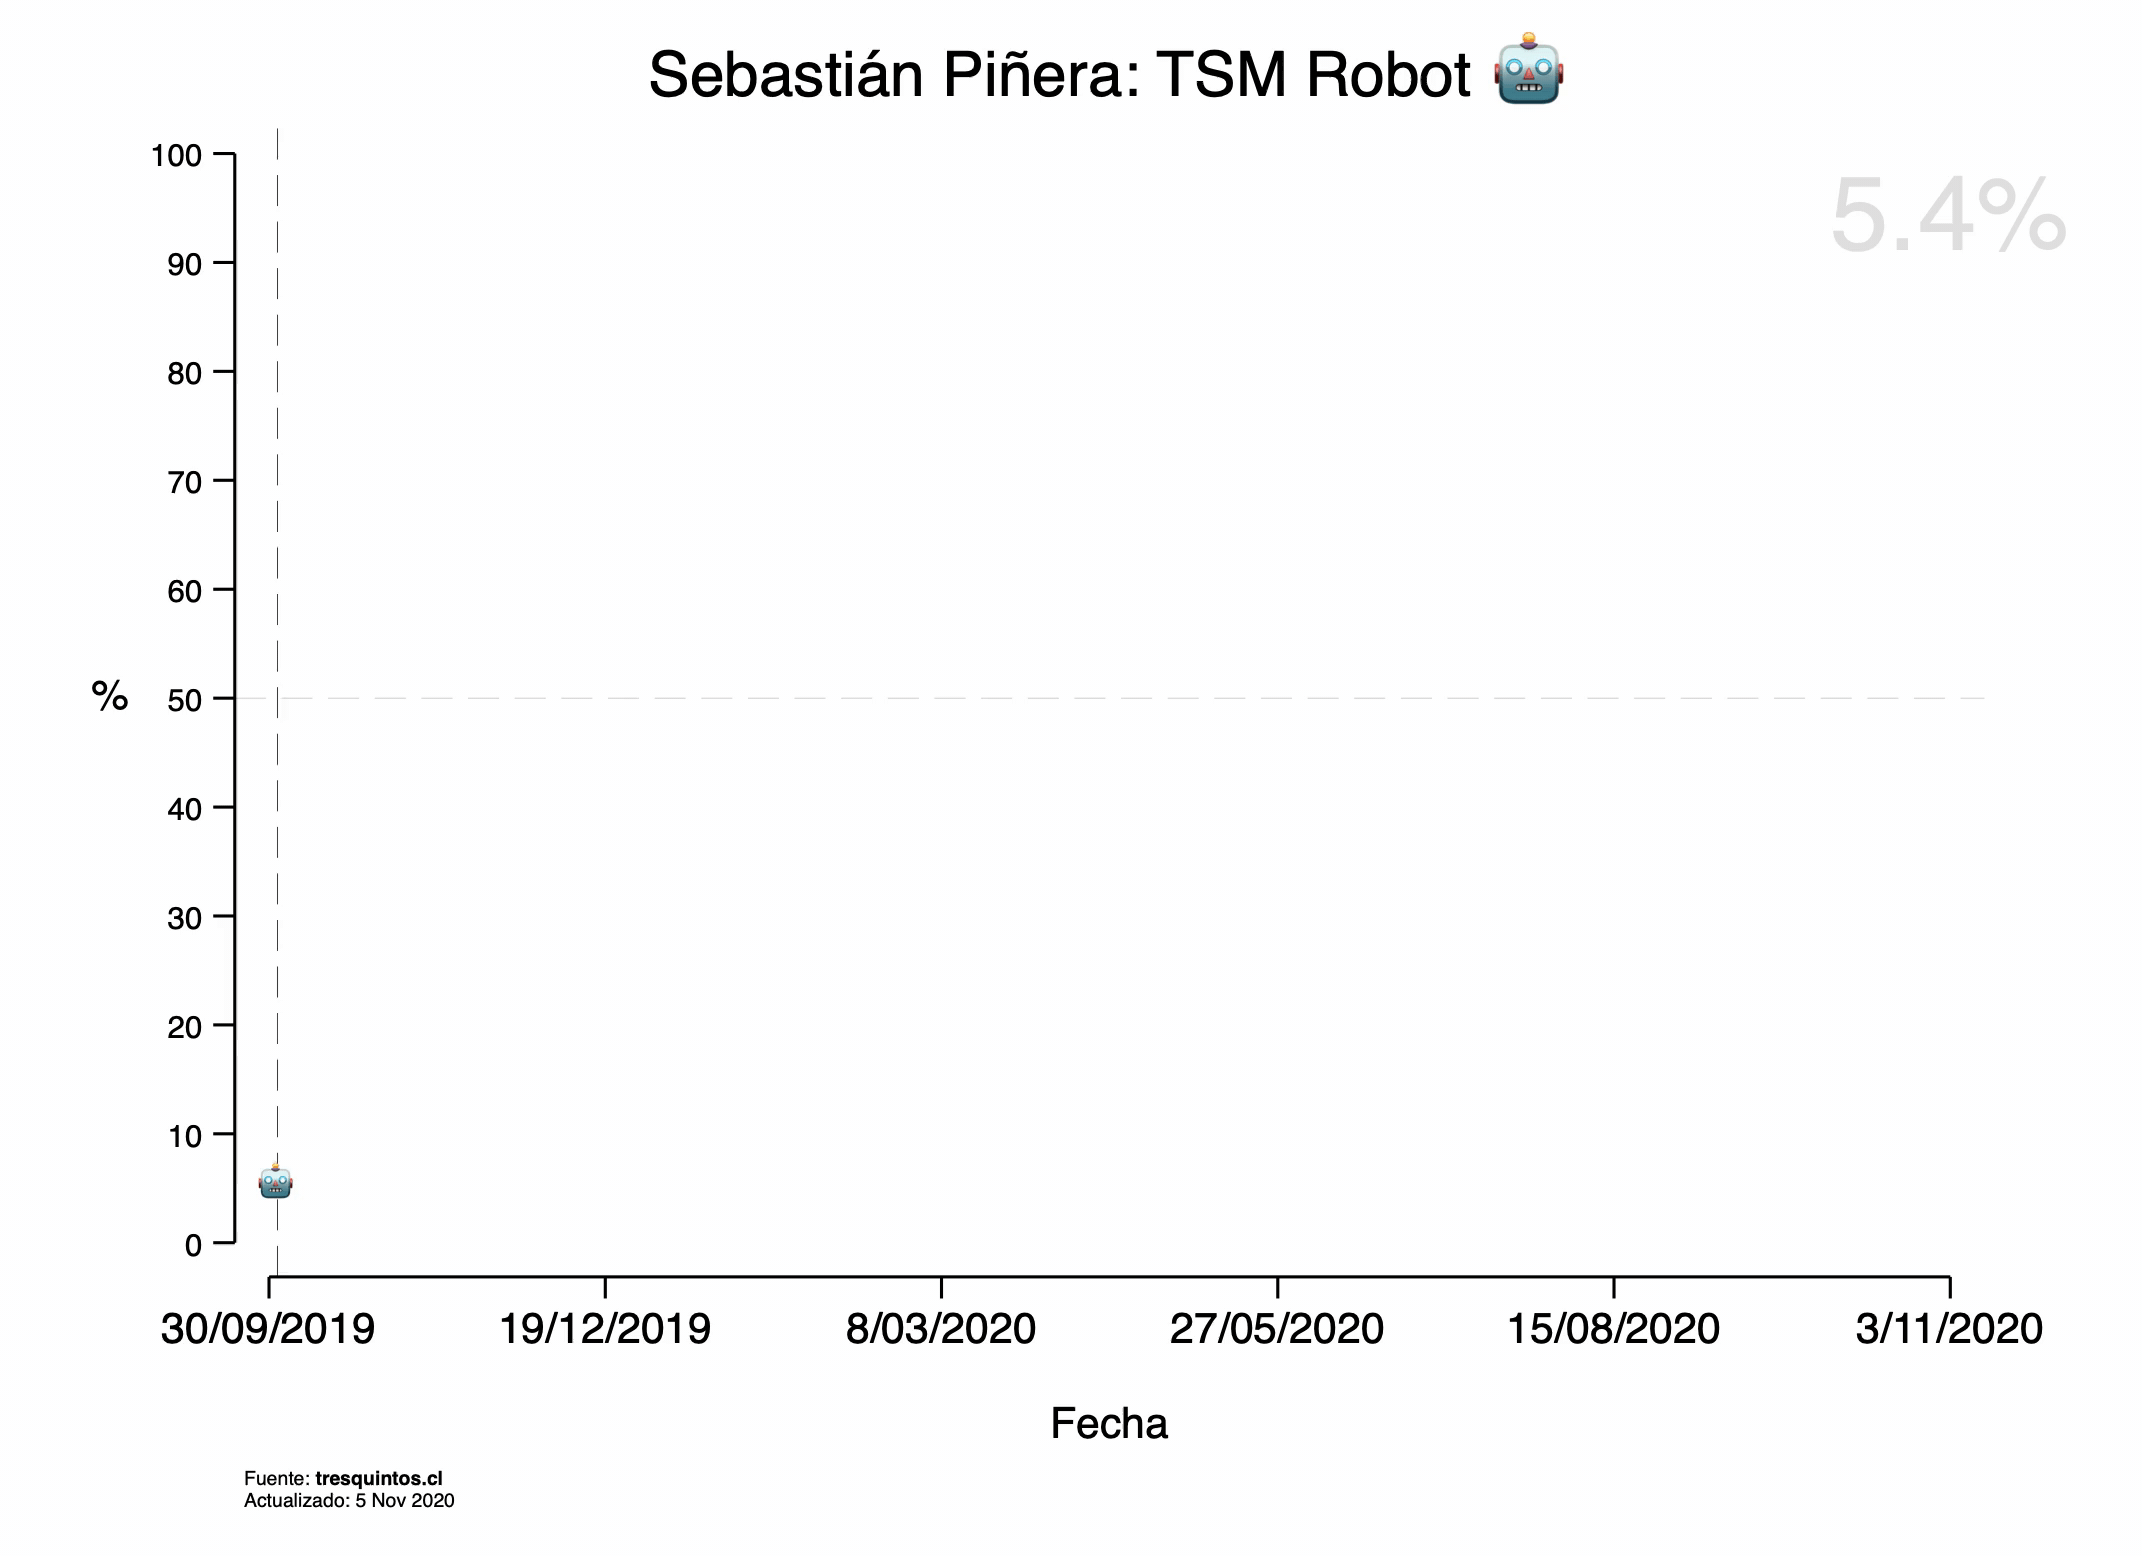 Sebastián Piñera: TSM Robot 🤖
5.4%
100
90
80
70
60
50
40
30
20
10
0
%
30/09/2019 19/12/2019 8/03/2020 27/05/2020 15/08/2020 3/11/2020
Fecha
Fuente: tresquintos.cl
Actualizado: 5 Nov 2020